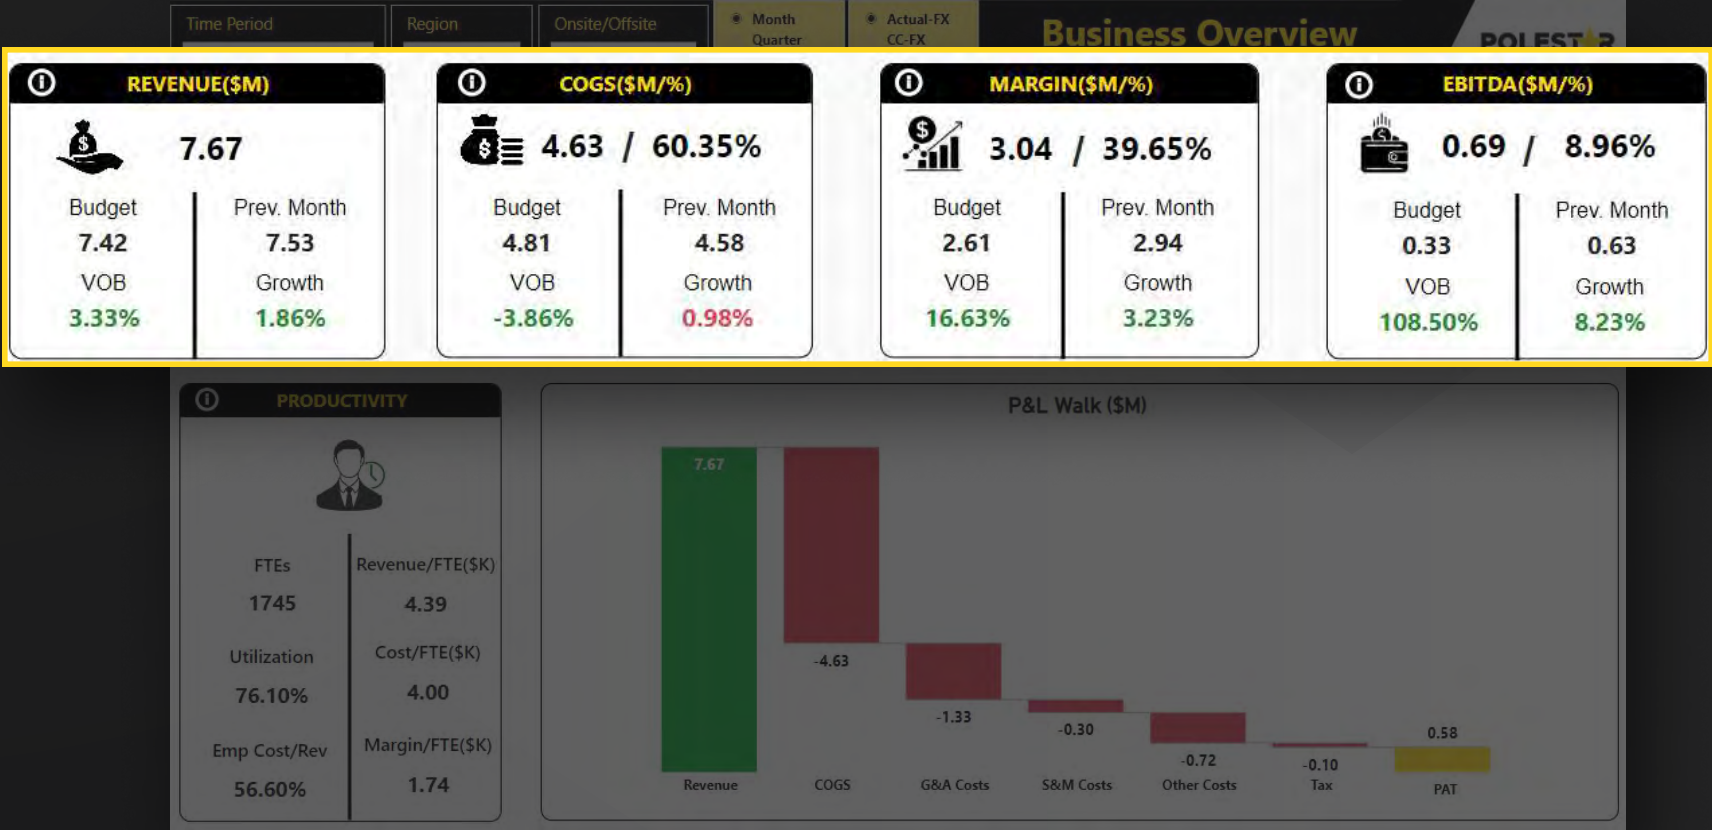 Time Period
Region
Onsite/Offsite
Month
Quarter
Actual-FX
CC-FX
Business Overview
POLESTAR
REVENUE($M)
7.67
Budget
Prev. Month
7.42
7.53
VOB
Growth
3.33%
1.86%
COGS($M/%)
4.63 / 60.35%
Budget
Prev. Month
4.81
4.58
VOB
Growth
-3.86%
0.98%
MARGIN($M/%)
3.04 / 39.65%
Budget
Prev. Month
2.61
2.94
VOB
Growth
16.63%
3.23%
EBITDA($M/%)
0.69 / 8.96%
Budget
Prev. Month
0.33
0.63
VOB
Growth
108.50%
8.23%
PRODUCTIVITY
FTEs
Revenue/FTE($K)
1745
4.39
Utilization
Cost/FTE($K)
76.10%
4.00
Emp Cost/Rev
Margin/FTE($K)
56.60%
1.74
P&L Walk ($M)
7.67
-4.63
-1.33
-0.30
-0.72
-0.10
0.58
Revenue
COGS
G&A Costs
S&M Costs
Other Costs
Tax
PAT